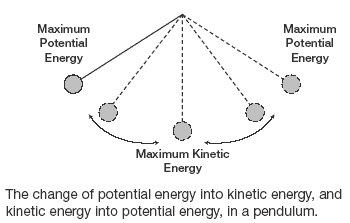 Maximum
Potential
Energy
Maximum
Potential
Energy
Maximum Kinetic
Energy
The change of potential energy into kinetic energy, and
kinetic energy into potential energy, in a pendulum.